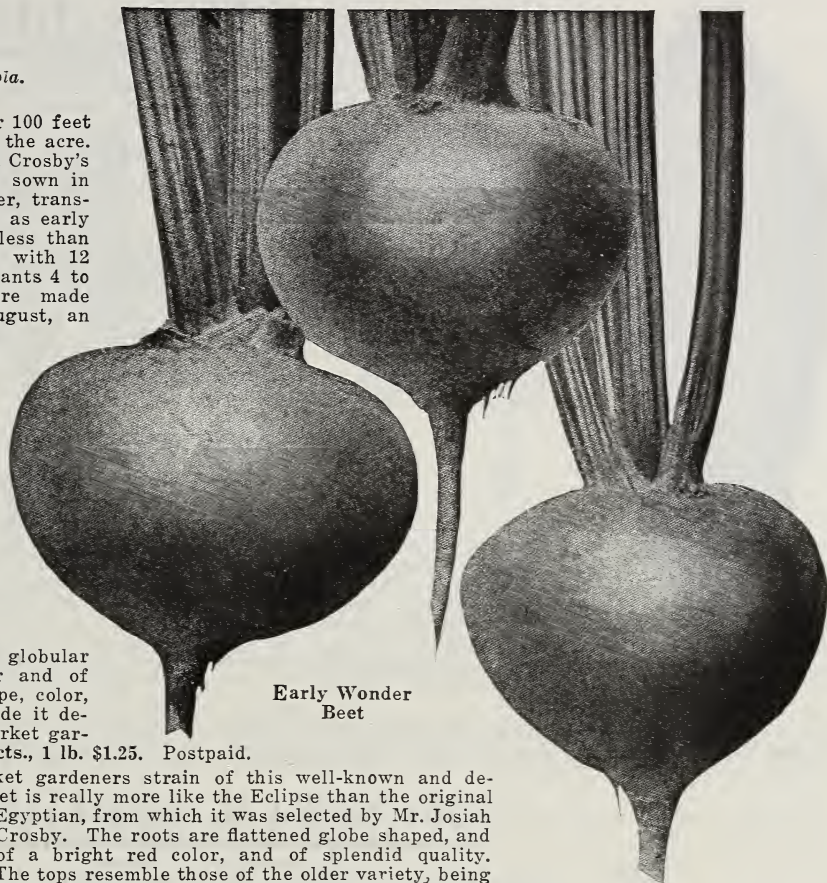 bia.
r 100 feet
the acre.
Crosby's
sown in
er, trans-
as early
less than
with 12
ants 4 to
re made
ugust, an
globular
r and of
pe, color,
de it de-
rket gar-
Early Wonder
Beet
cts., 1 lb. $1.25. Postpaid.
ket gardeners strain of this well-known and de-
et is really more like the Eclipse than the original
Egyptian, from which it was selected by Mr. Josiah
Crosby. The roots are flattened globe shaped, and
of a bright red color, and of splendid quality.
The tops resemble those of the older variety, being